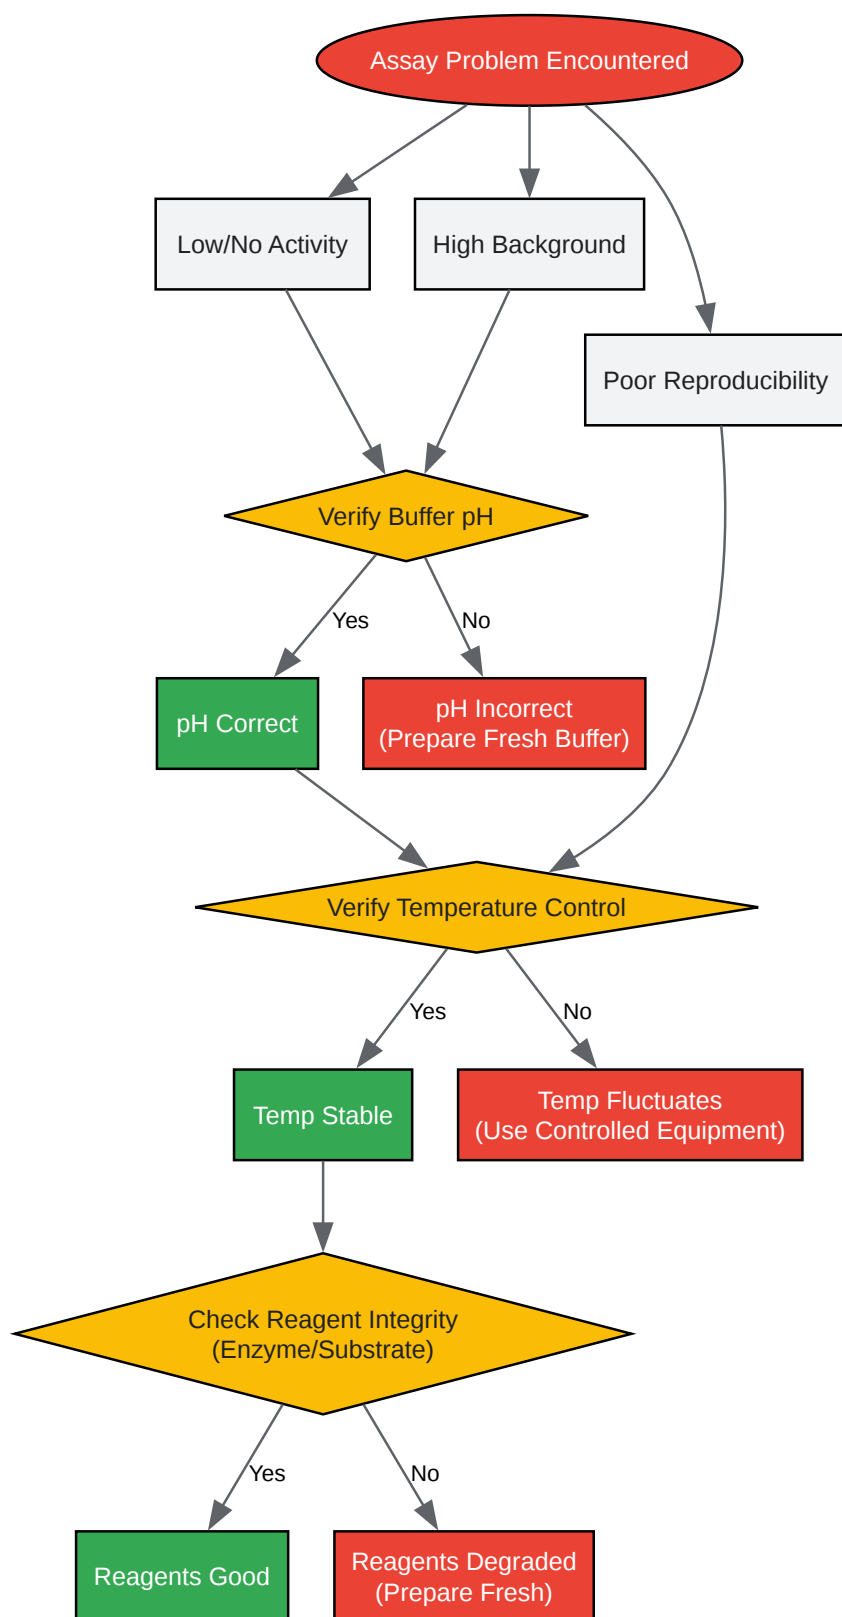 Assay Problem Encountered
Low/No Activity
High Background
Poor Reproducibility
Verify Buffer pH
Yes
No
pH Correct
pH Incorrect
(Prepare Fresh Buffer)
Verify Temperature Control
Yes
No
Temp Stable
Temp Fluctuates
(Use Controlled Equipment)
Check Reagent Integrity
(Enzyme/Substrate)
Yes
No
Reagents Good
Reagents Degraded
(Prepare Fresh)